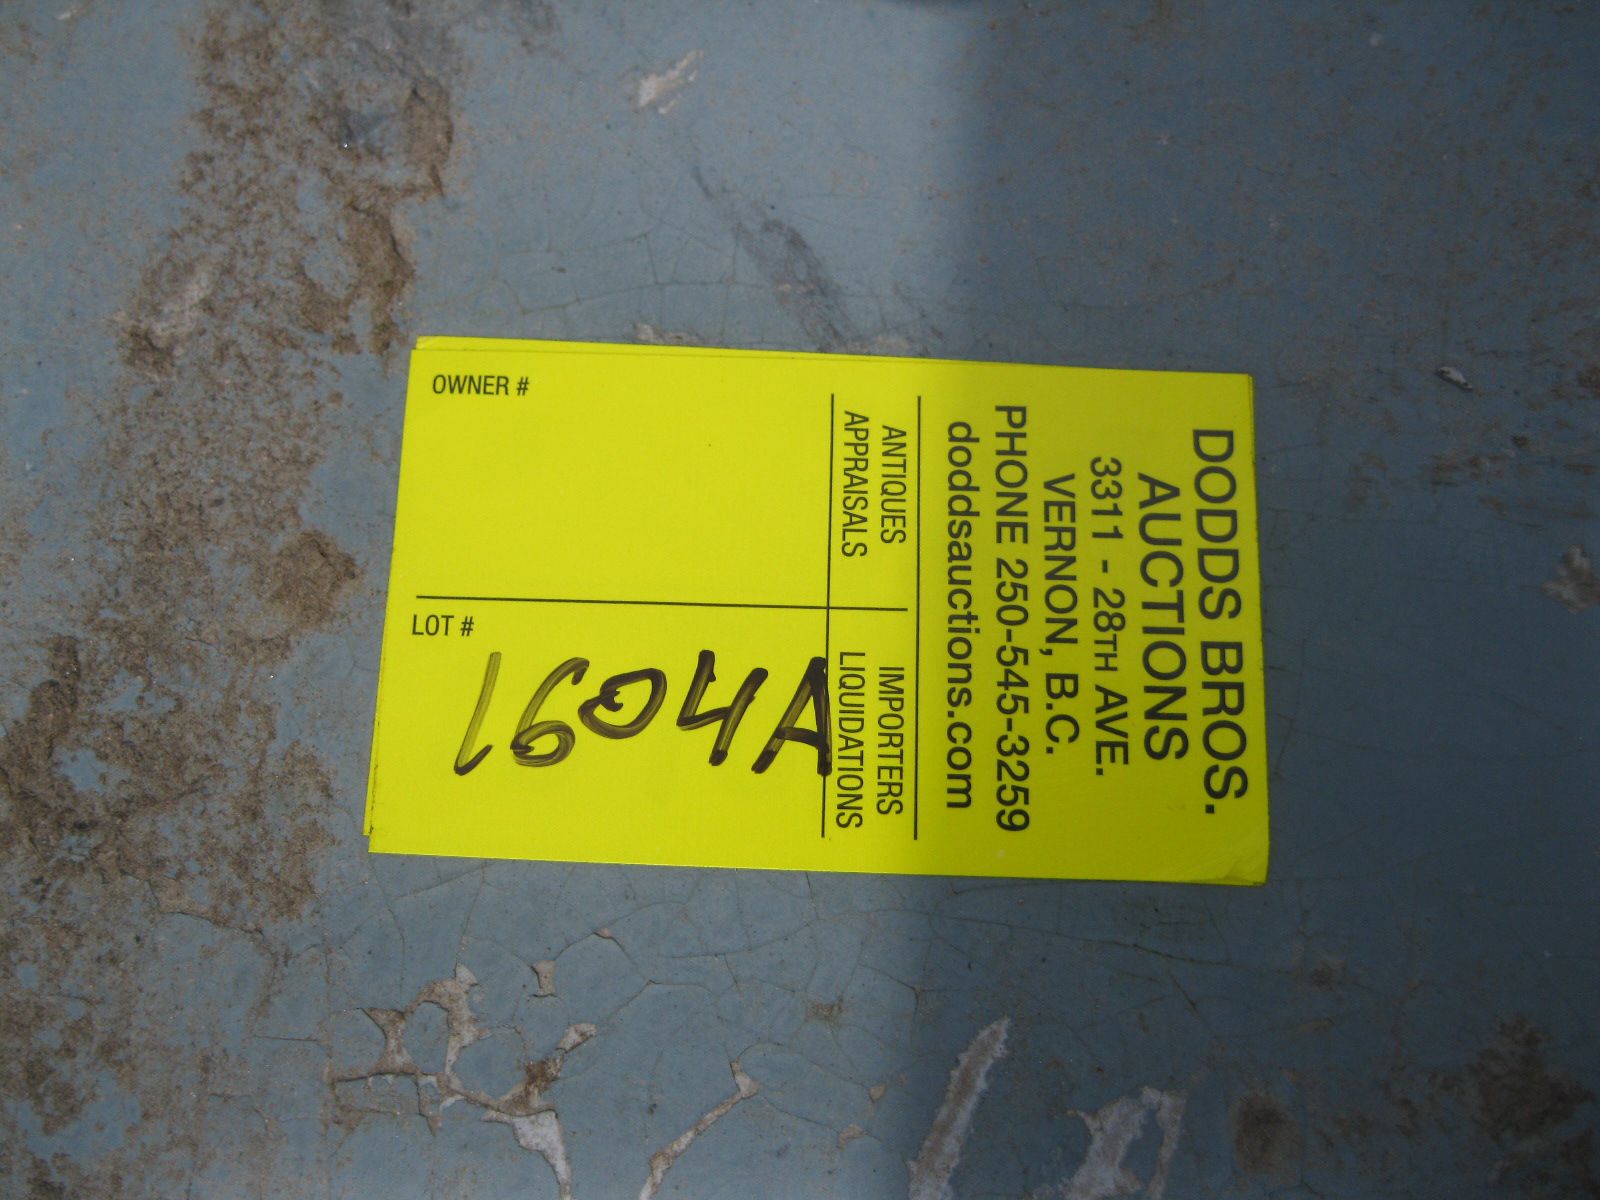 DODDS BROS.
AUCTIONS
3311 - 28TH AVE.
VERNON, B.C.
PHONE 250-545-3259
doddsauctions.com
ANTIQUES IMPORTERS
APPRAISALS LIQUIDATIONS
OWNER #
LOT #
1604A